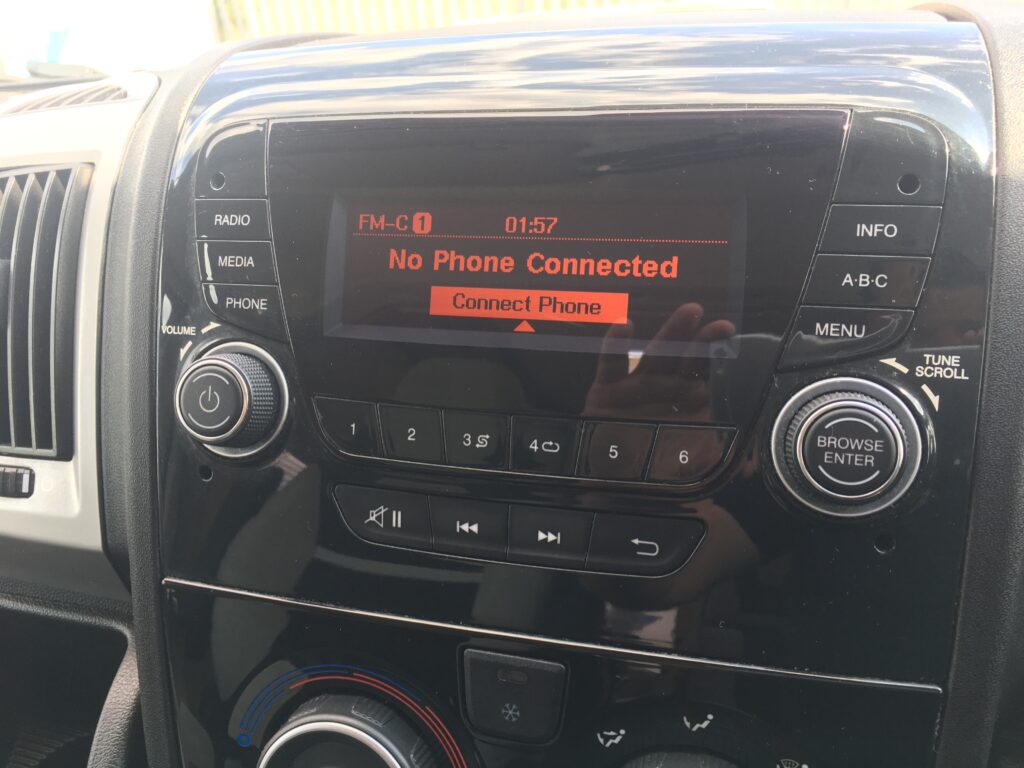 FM-C 1 01:57
No Phone Connected
Connect Phone
RADIO
MEDIA
PHONE
VOLUME
INFO
A·B·C
MENU
TUNE
SCROLL
BROWSE
ENTER
1 2 3 4 5 6